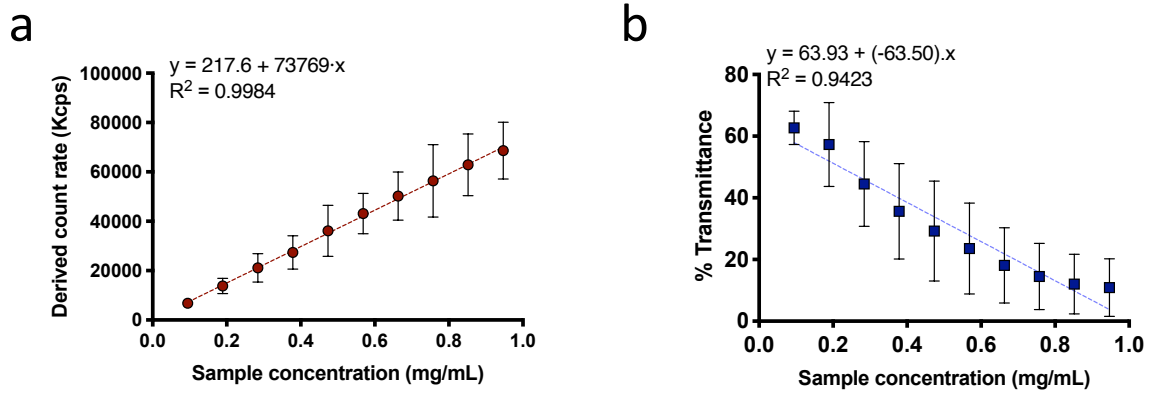 a
y = 217.6 + 73769·x
R² = 0.9984
100000
80000
60000
40000
20000
0
Derived count rate (Kcps)
0.0 0.2 0.4 0.6 0.8 1.0
Sample concentration (mg/mL)
b
y = 63.93 + (-63.50).x
R² = 0.9423
80
60
40
20
0
% Transmittance
0.0 0.2 0.4 0.6 0.8 1.0
Sample concentration (mg/mL)